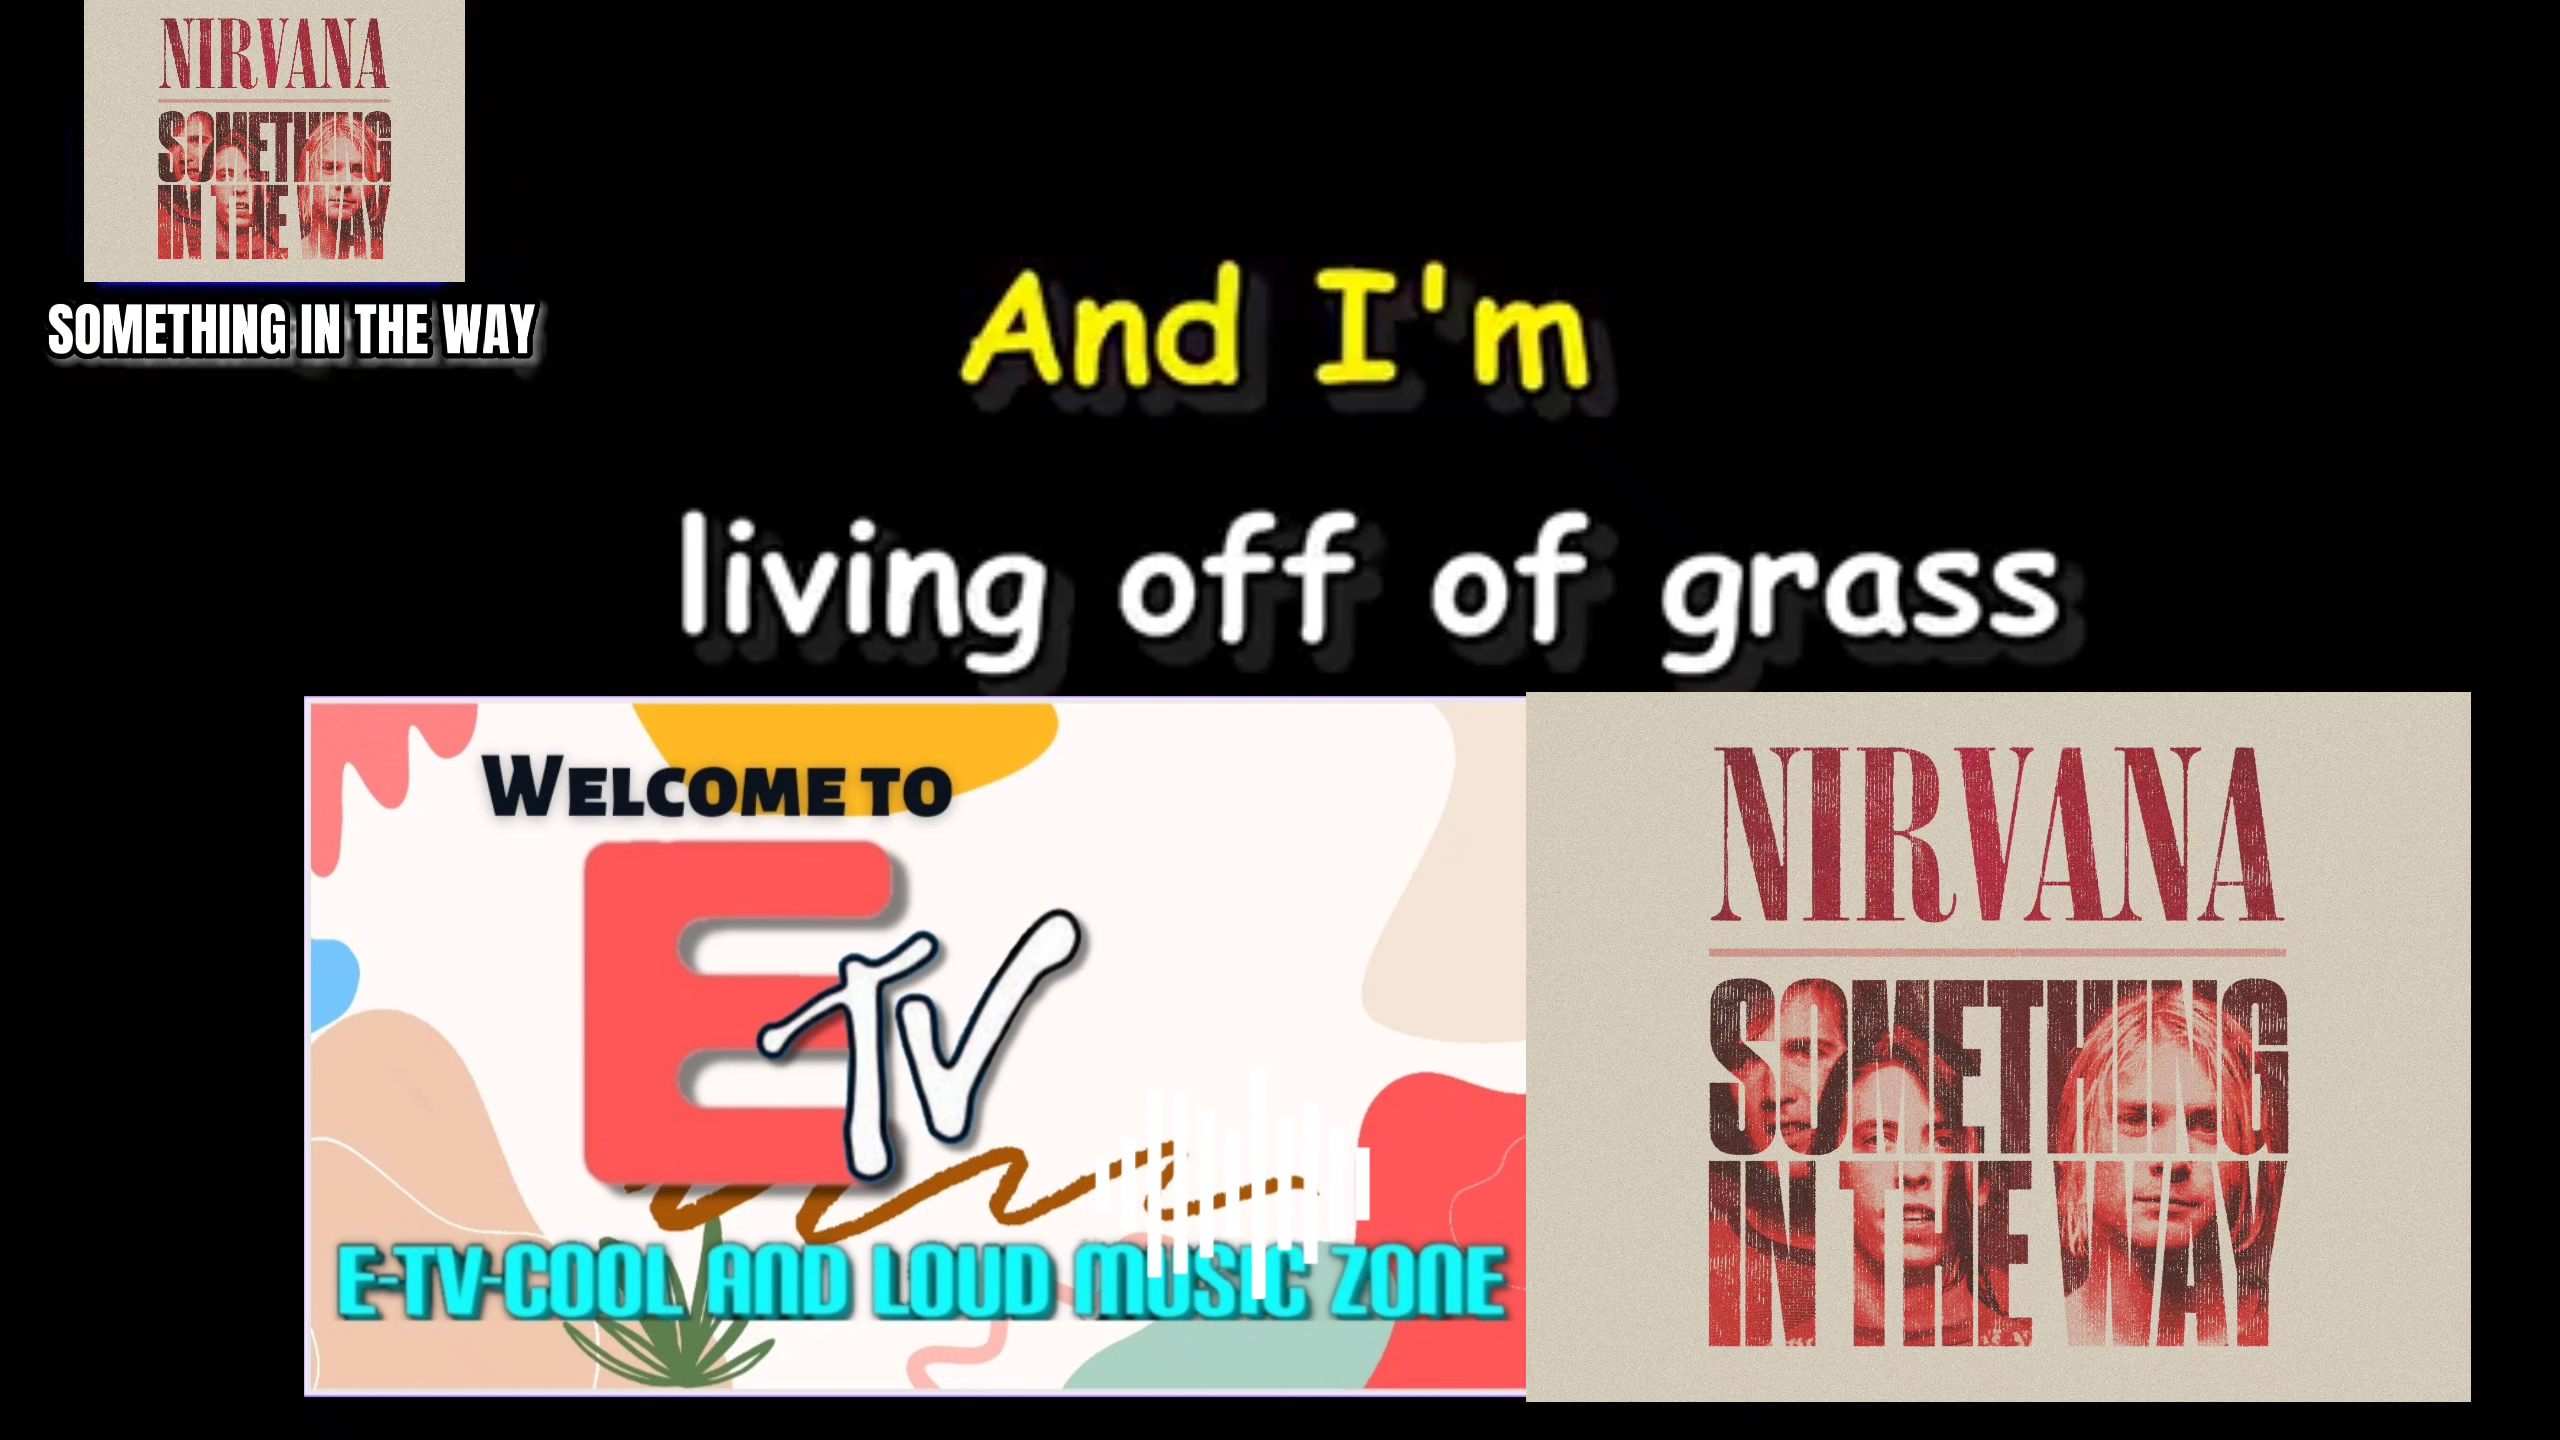 NIRVANA
SOMETHING
IN THE WAY
SOMETHING IN THE WAY
And I'm
living off of grass
WELCOME TO
ETV
E-TV-COOL AND LOUD MUSIC ZONE
NIRVANA
SOMETHING
IN THE WAY